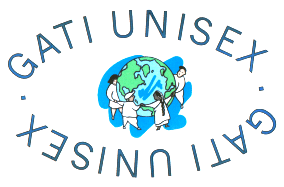 GATI UNISEX · GATI UNISEX ·